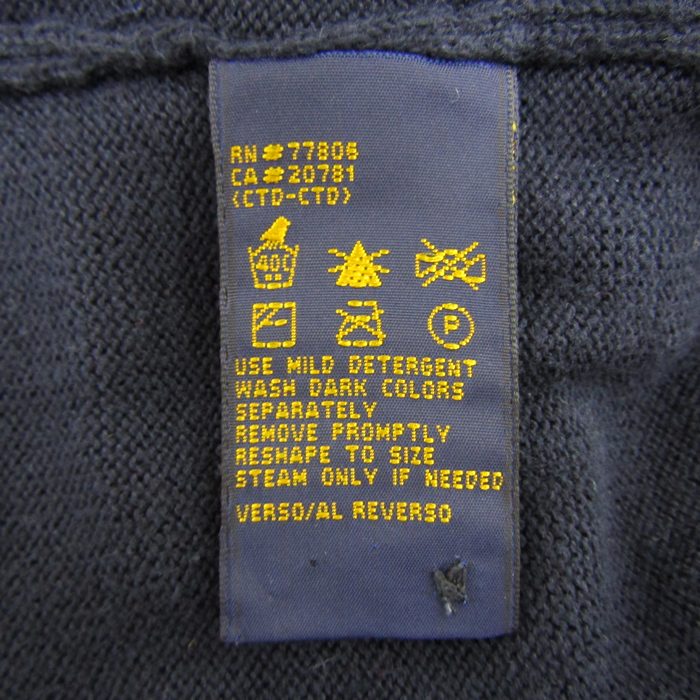 RN#77806
CA#20781
(CTD-CTD)
40C
P
USE MILD DETERGENT
WASH DARK COLORS
SEPARATELY
REMOVE PROMPTLY
RESHAPE TO SIZE
STEAM ONLY IF NEEDED
VERSO/AL REVERSO